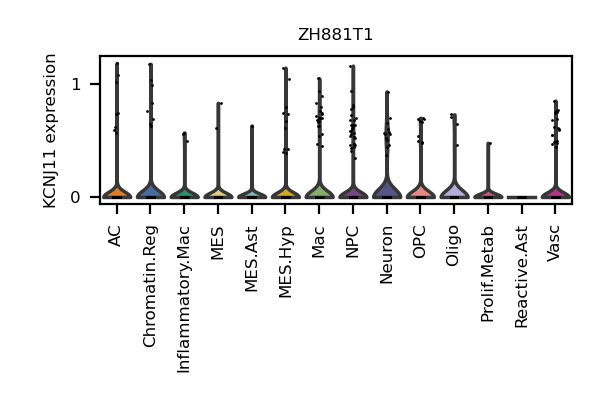 ZH881T1
KCNJ11 expression
1
0
AC
Chromatin.Reg
Inflammatory.Mac
MES
MES.Ast
MES.Hyp
Mac
NPC
Neuron
OPC
Oligo
Prolif.Metab
Reactive.Ast
Vasc